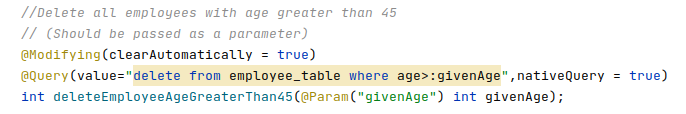 //Delete all employees with age greater than 45
// (Should be passed as a parameter)
@Modifying(clearAutomatically = true)
@Query(value="delete from employee_table where age>:givenAge",nativeQuery = true)
int deleteEmployeeAgeGreaterThan45(@Param("givenAge") int givenAge);